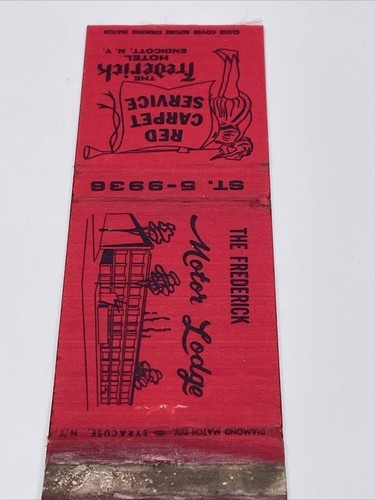 CLOSE COVER BEFORE STRIKING MATCH
THE
Frederick
HOTEL
ENDICOTT, N. Y.
RED
CARPET
SERVICE
ST. 5-9936
THE FREDERICK
Motor Lodge
DIAMOND MATCH DIV. SYRACUSE, N.Y.